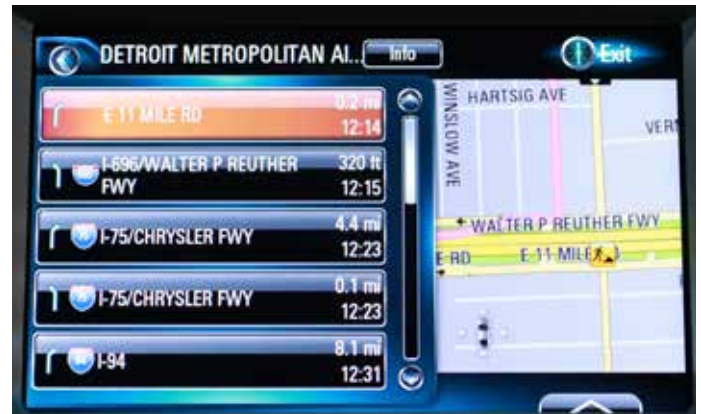 DETROIT METROPOLITAN AI...
Info
Exit
E 11 MILE RD
0.2 mi
12:14
I-696/WALTER P REUTHER
FWY
320 ft
12:15
I-75/CHRYSLER FWY
4.4 mi
12:23
I-75/CHRYSLER FWY
0.1 mi
12:23
I-94
8.1 mi
12:31
HARTSIG AVE
WINSLOW AVE
VER
WALTER P REUTHER FWY
E RD
E 11 MILE